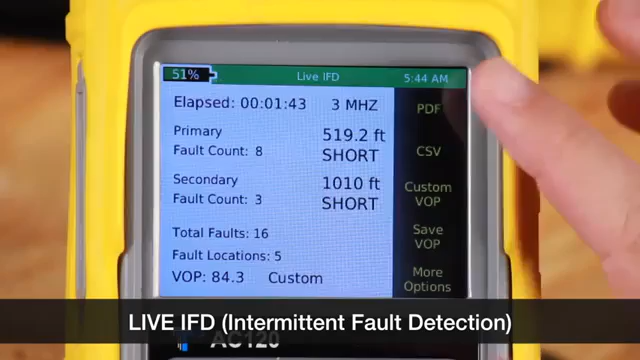 51% Live IFD 5:44 AM
Elapsed: 00:01:43 3 MHZ
Primary 519.2 ft
Fault Count: 8 SHORT
Secondary 1010 ft
Fault Count: 3 SHORT
Total Faults: 16
Fault Locations: 5
VOP: 84.3 Custom
PDF
CSV
Custom
VOP
Save
VOP
More
Options
LIVE IFD (Intermittent Fault Detection)
AC120